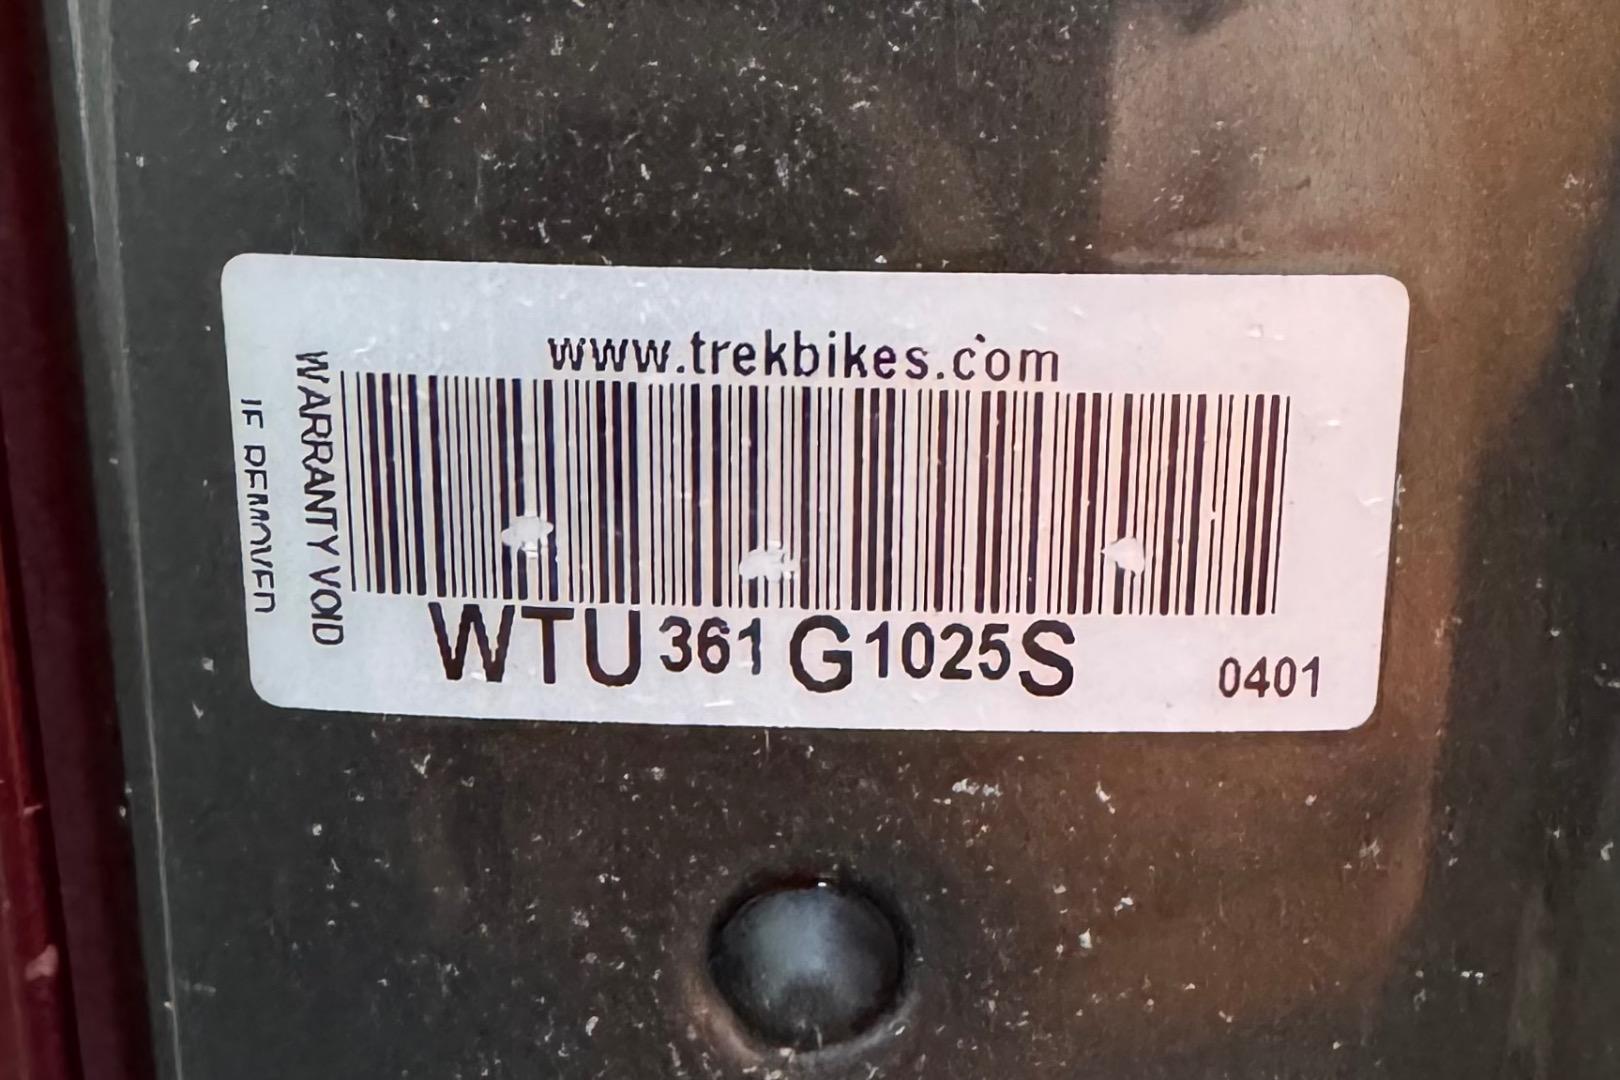 www.trekbikes.com
WARRANTY VOID
IF REMOVED
WTU361G1025S
0401